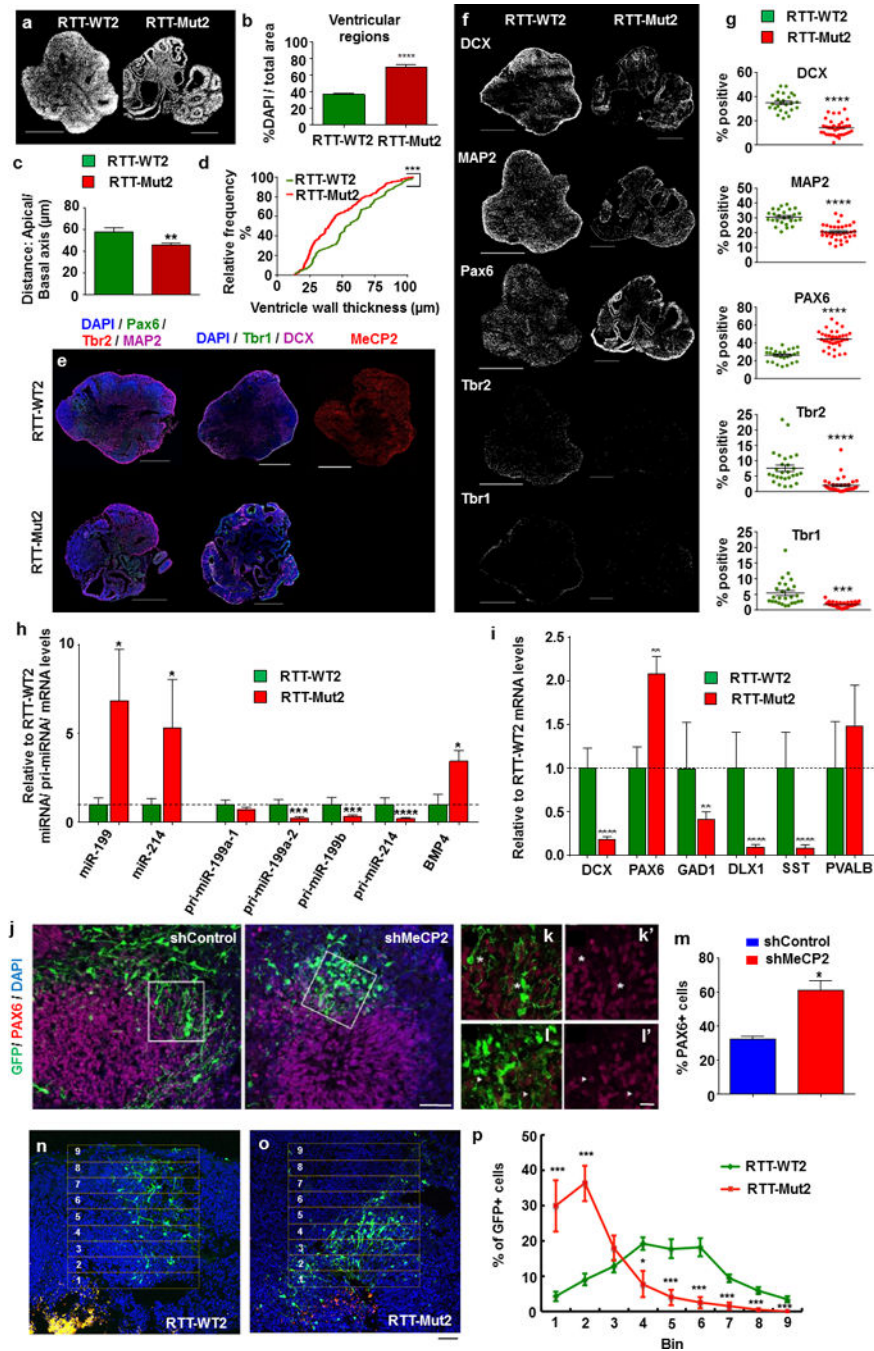 a
RTT-WT2 RTT-Mut2
b
Ventricular
regions
%DAPI / total area
80
60
40
20
0
****
RTT-WT2 RTT-Mut2
c
RTT-WT2
RTT-Mut2
Distance: Apical/
Basal axis (µm)
80
60
40
20
0
**
d
RTT-WT2
RTT-Mut2
***
Relative frequency
%
100
80
60
40
20
0
0 25 50 75 100
Ventricle wall thickness (µm)
DAPI / Pax6 /
Tbr2 / MAP2
DAPI / Tbr1 / DCX
MeCP2
e
RTT-WT2
RTT-Mut2
f
RTT-WT2 RTT-Mut2
DCX
MAP2
Pax6
Tbr2
Tbr1
g
RTT-WT2
RTT-Mut2
DCX
% positive
60
40
20
0
****
MAP2
% positive
50
40
30
20
10
0
****
PAX6
% positive
80
60
40
20
0
****
Tbr2
% positive
25
20
15
10
5
0
****
Tbr1
% positive
25
20
15
10
5
0
***
h
Relative to RTT-WT2
miRNA/ pri-miRNA/ mRNA levels
10
5
0
RTT-WT2
RTT-Mut2
* * *** *** **** *
miR-199
miR-214
pri-miR-199a-1
pri-miR-199a-2
pri-miR-199b
pri-miR-214
BMP4
i
Relative to RTT-WT2 mRNA levels
2.5
2.0
1.5
1.0
0.5
0.0
RTT-WT2
RTT-Mut2
**** ** ** **** ****
DCX PAX6 GAD1 DLX1 SST PVALB
j
GFP / PAX6 / DAPI
shControl
shMeCP2
k
k'
l
l'
m
shControl
shMeCP2
% PAX6+ cells
80
60
40
20
0
*
n
9
8
7
6
5
4
3
2
1
RTT-WT2
o
9
8
7
6
5
4
3
2
1
RTT-Mut2
p
% of GFP+ cells
50
40
30
20
10
0
RTT-WT2
RTT-Mut2
*** *** * *** *** *** *** ***
1 2 3 4 5 6 7 8 9
Bin